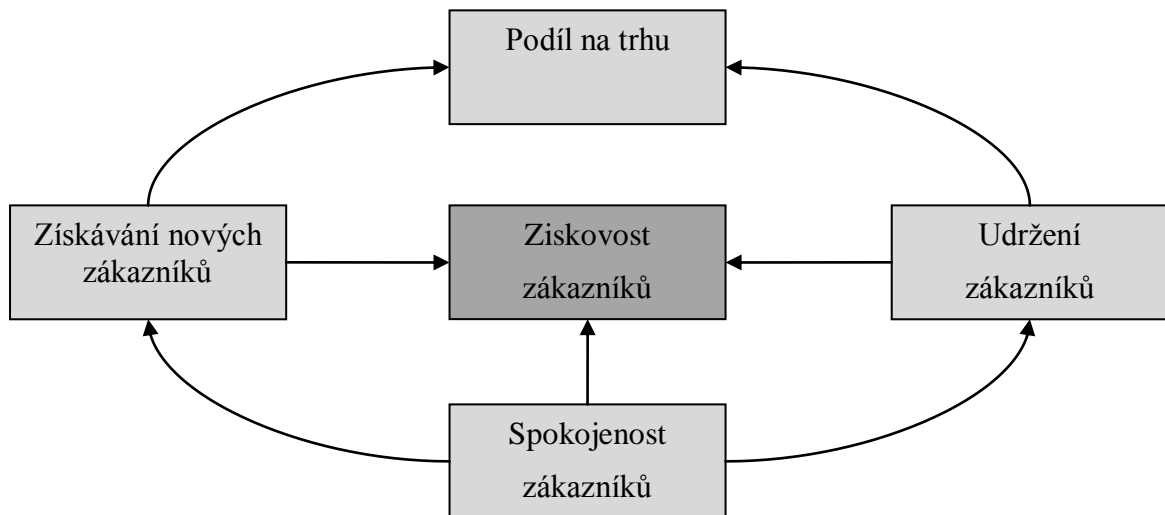 Podíl na trhu
Získávání nových
zákazníků
Ziskovost
zákazníků
Udržení
zákazníků
Spokojenost
zákazníků